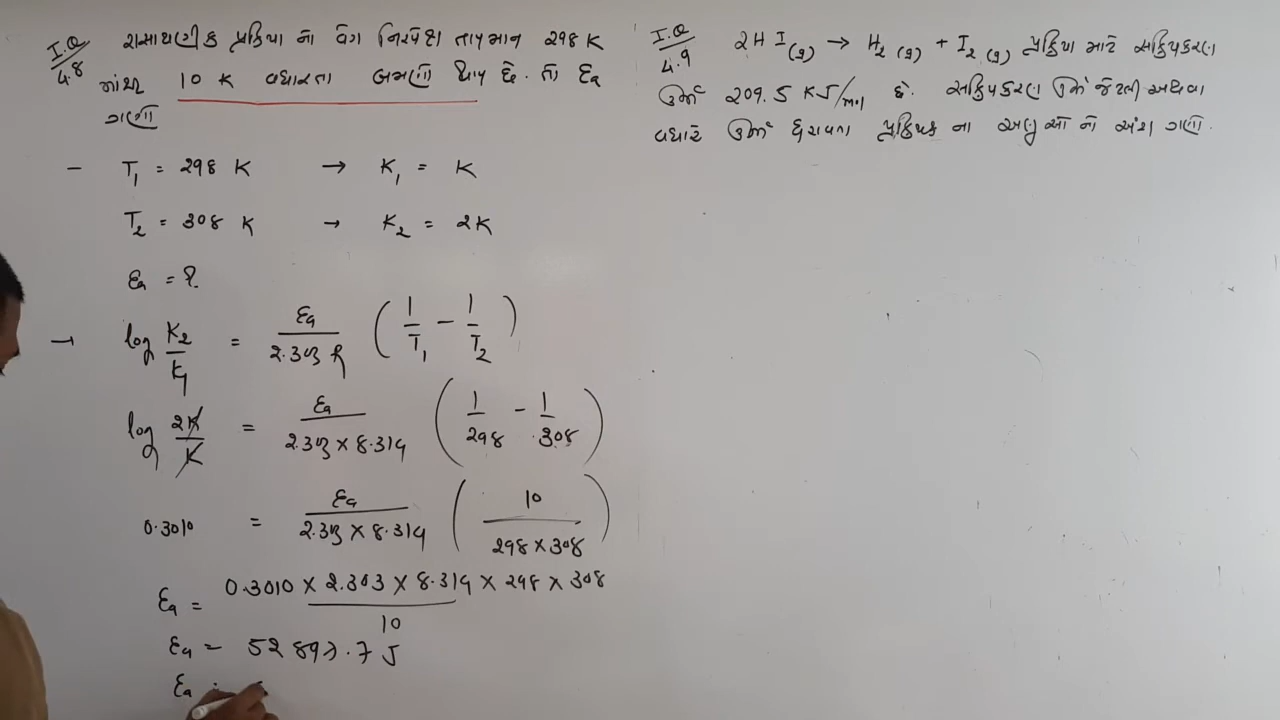 I.Q 4.8 રાસાયણીક પ્રક્રિયા નો વેગ નિરપેક્ષ તાપમાન 298 K
માંથી 10 K વધારતા બમણો થાય છે. તો Ea
ગણો
- T₁ = 298 K → K₁ = K
T₂ = 308 K → K₂ = 2K
Ea = ?
→ log K₂/K₁ = Ea/2.303 R (1/T₁ - 1/T₂)
log 2K/K = Ea/2.303 × 8.314 (1/298 - 1/308)
0.3010 = Ea/2.303 × 8.314 (10/298 × 308)
Ea = 0.3010 × 2.303 × 8.314 × 298 × 308/10
Ea = 52897.7 J
Ea
I.Q 4.9 2HI(g) → H₂(g) + I₂(g) પ્રક્રિયા માટે સક્રિયકરણ
ઉર્જા 209.5 KJ/mol છે. સક્રિયકરણ ઉર્જા જેટલી અથવા
વધારે ઉર્જા ધરાવતા પ્રક્રિયક ના અણુઓ નો અંશ ગણો.